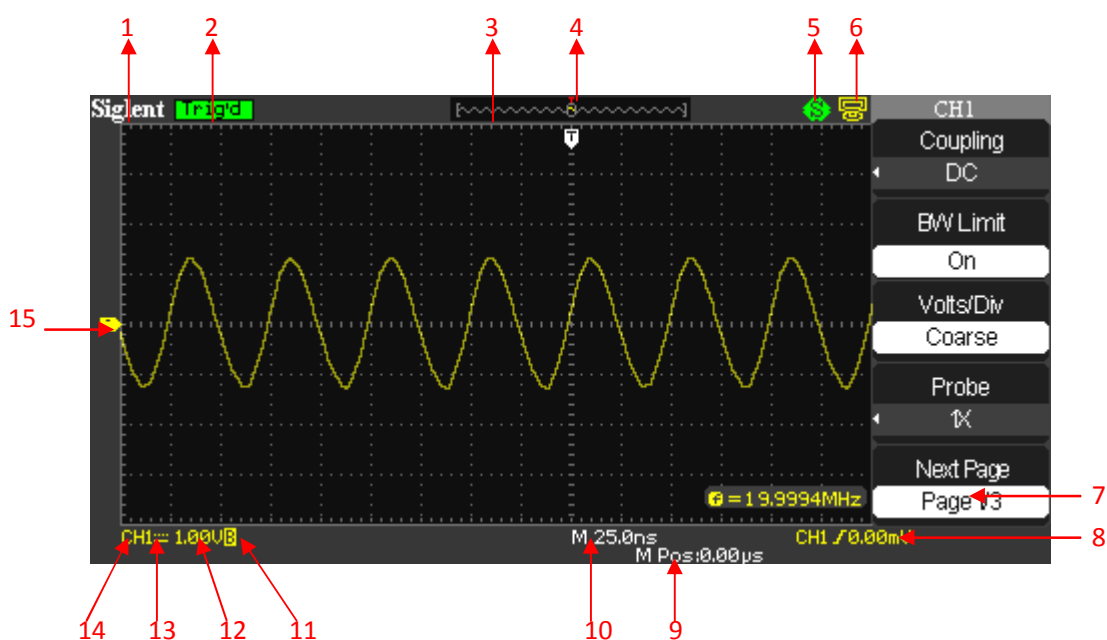 1 2 3 4 5 6
Siglent Trig'd S CH1
T
Coupling
DC
BW Limit
On
15
Volts/Div
Coarse
Probe
1X
Next Page
f = 19.9994MHz Page 1/3 7
CH1 1.00V B M 25.0ns CH1 0.00mV 8
M Pos:0.00µs
14 13 12 11 10 9